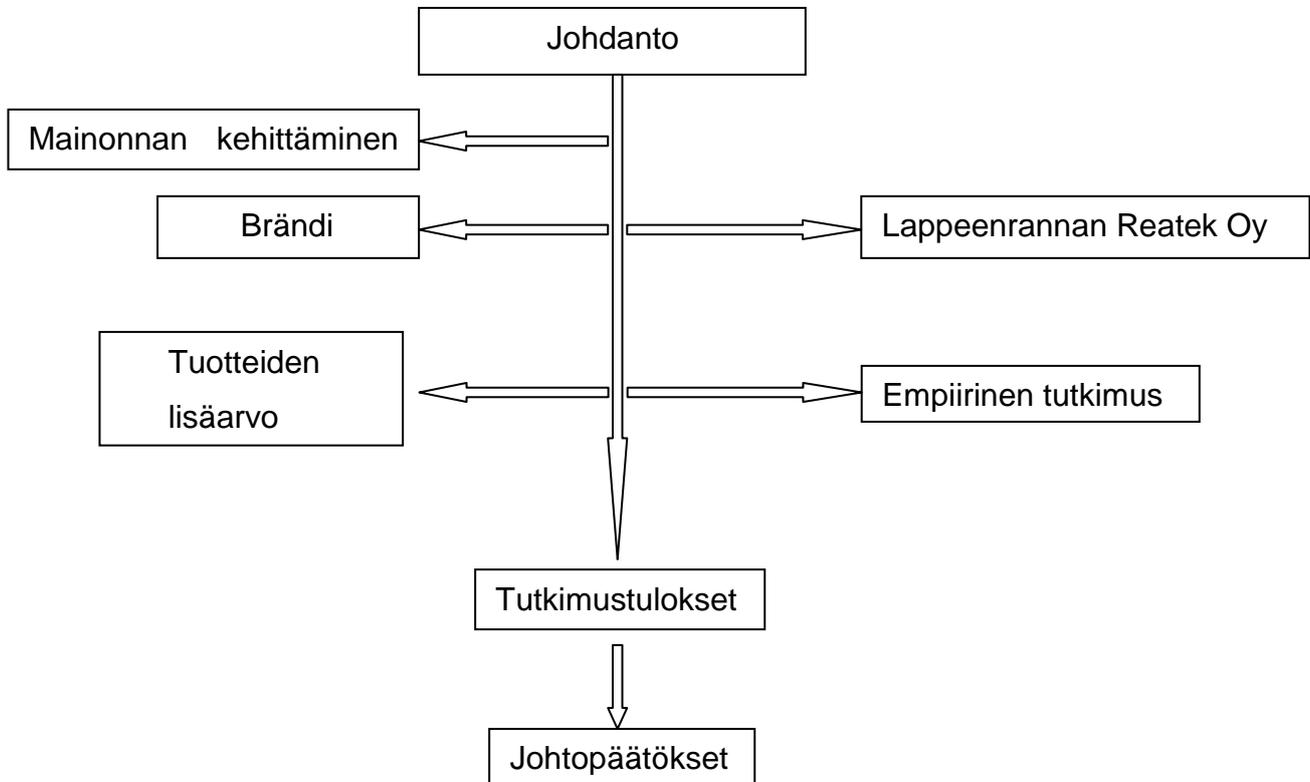 Johdanto
Mainonnan kehittäminen
Brändi
Lappeenrannan Reatek Oy
Tuotteiden
lisäarvo
Empiirinen tutkimus
Tutkimustulokset
Johtopäätökset